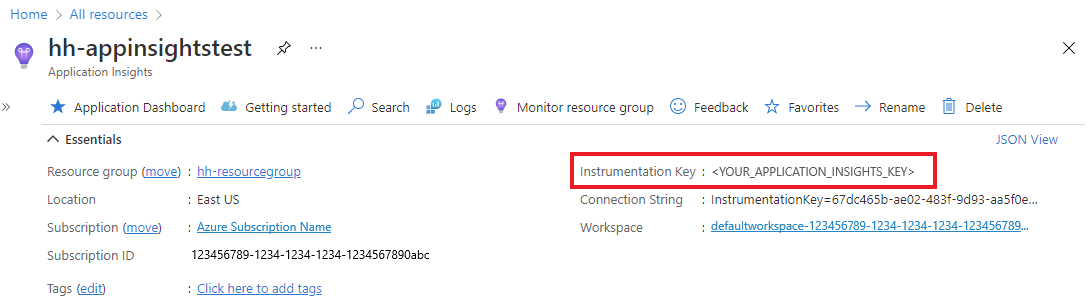 Home > All resources >
hh-appinsightstest
Application Insights
Application Dashboard Getting started Search Logs Monitor resource group Feedback Favorites Rename Delete
Essentials JSON View
Resource group (move) : hh-resourcegroup Instrumentation Key : <YOUR_APPLICATION_INSIGHTS_KEY>
Location : East US Connection String : InstrumentationKey=67dc465b-ae02-483f-9d93-aa5f0e...
Subscription (move) : Azure Subscription Name Workspace : defaultworkspace-123456789-1234-1234-1234-123456789...
Subscription ID 123456789-1234-1234-1234-1234567890abc
Tags (edit) : Click here to add tags